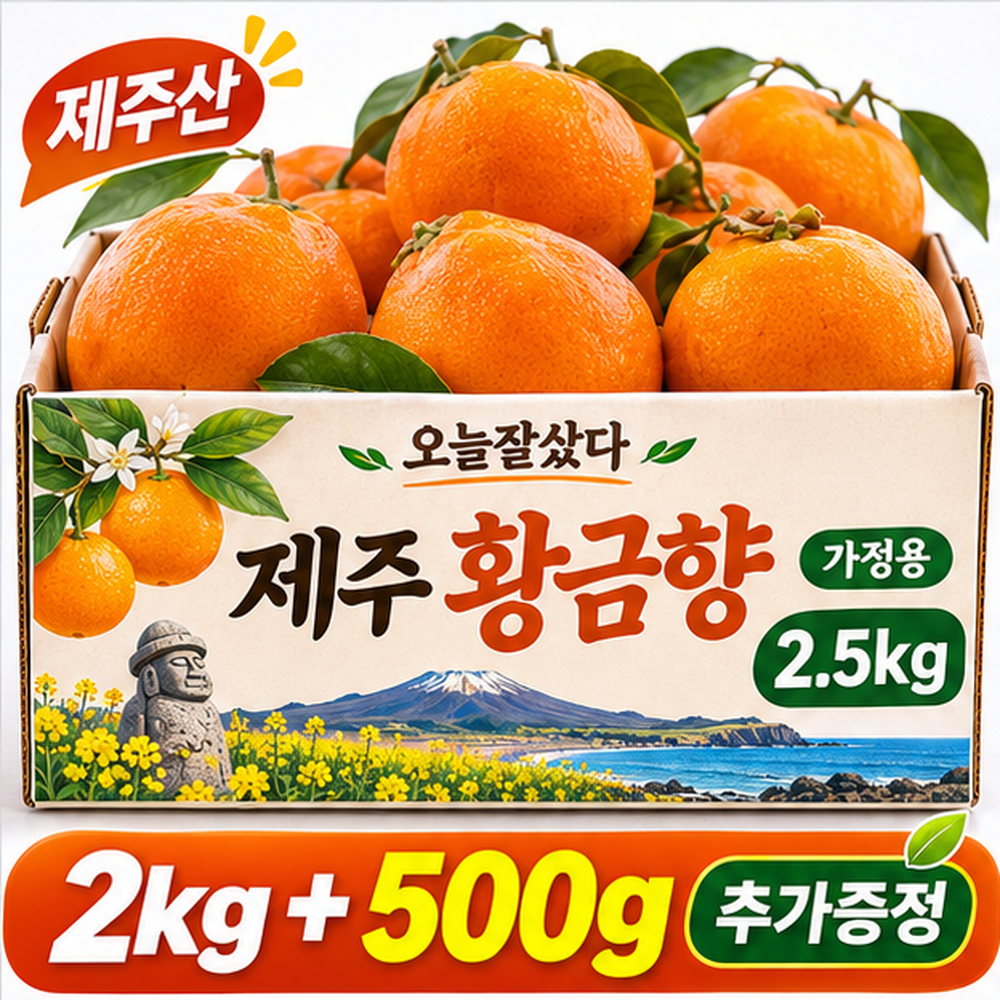 제주산
오늘잘샀다
제주 황금향
가정용
2.5kg
2kg+500g 추가증정